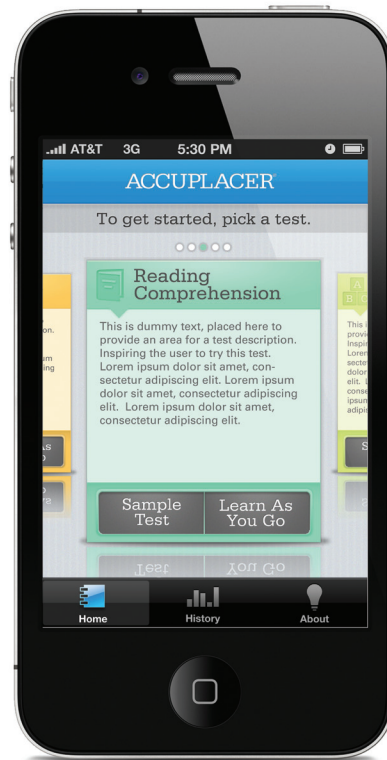 AT&T 3G 5:30 PM
ACCUPLACER®
To get started, pick a test.
Reading
Comprehension
This is dummy text, placed here to
provide an area for a test description.
Inspiring the user to try this test.
Lorem ipsum dolor sit amet, con-
sectetur adipiscing elit. Lorem ipsum
dolor sit amet, consectetur adipiscing
elit. Lorem ipsum dolor sit amet,
consectetur adipiscing elit.
Sample
Test
Learn As
You Go
Home
History
About